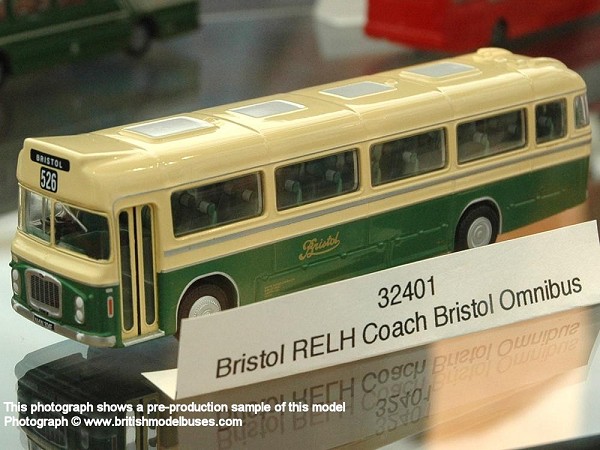 BRISTOL
526
Bristol
32401
Bristol RELH Coach Bristol Omnibus
This photograph shows a pre-production sample of this model
Photograph © www.britishmodelbuses.com